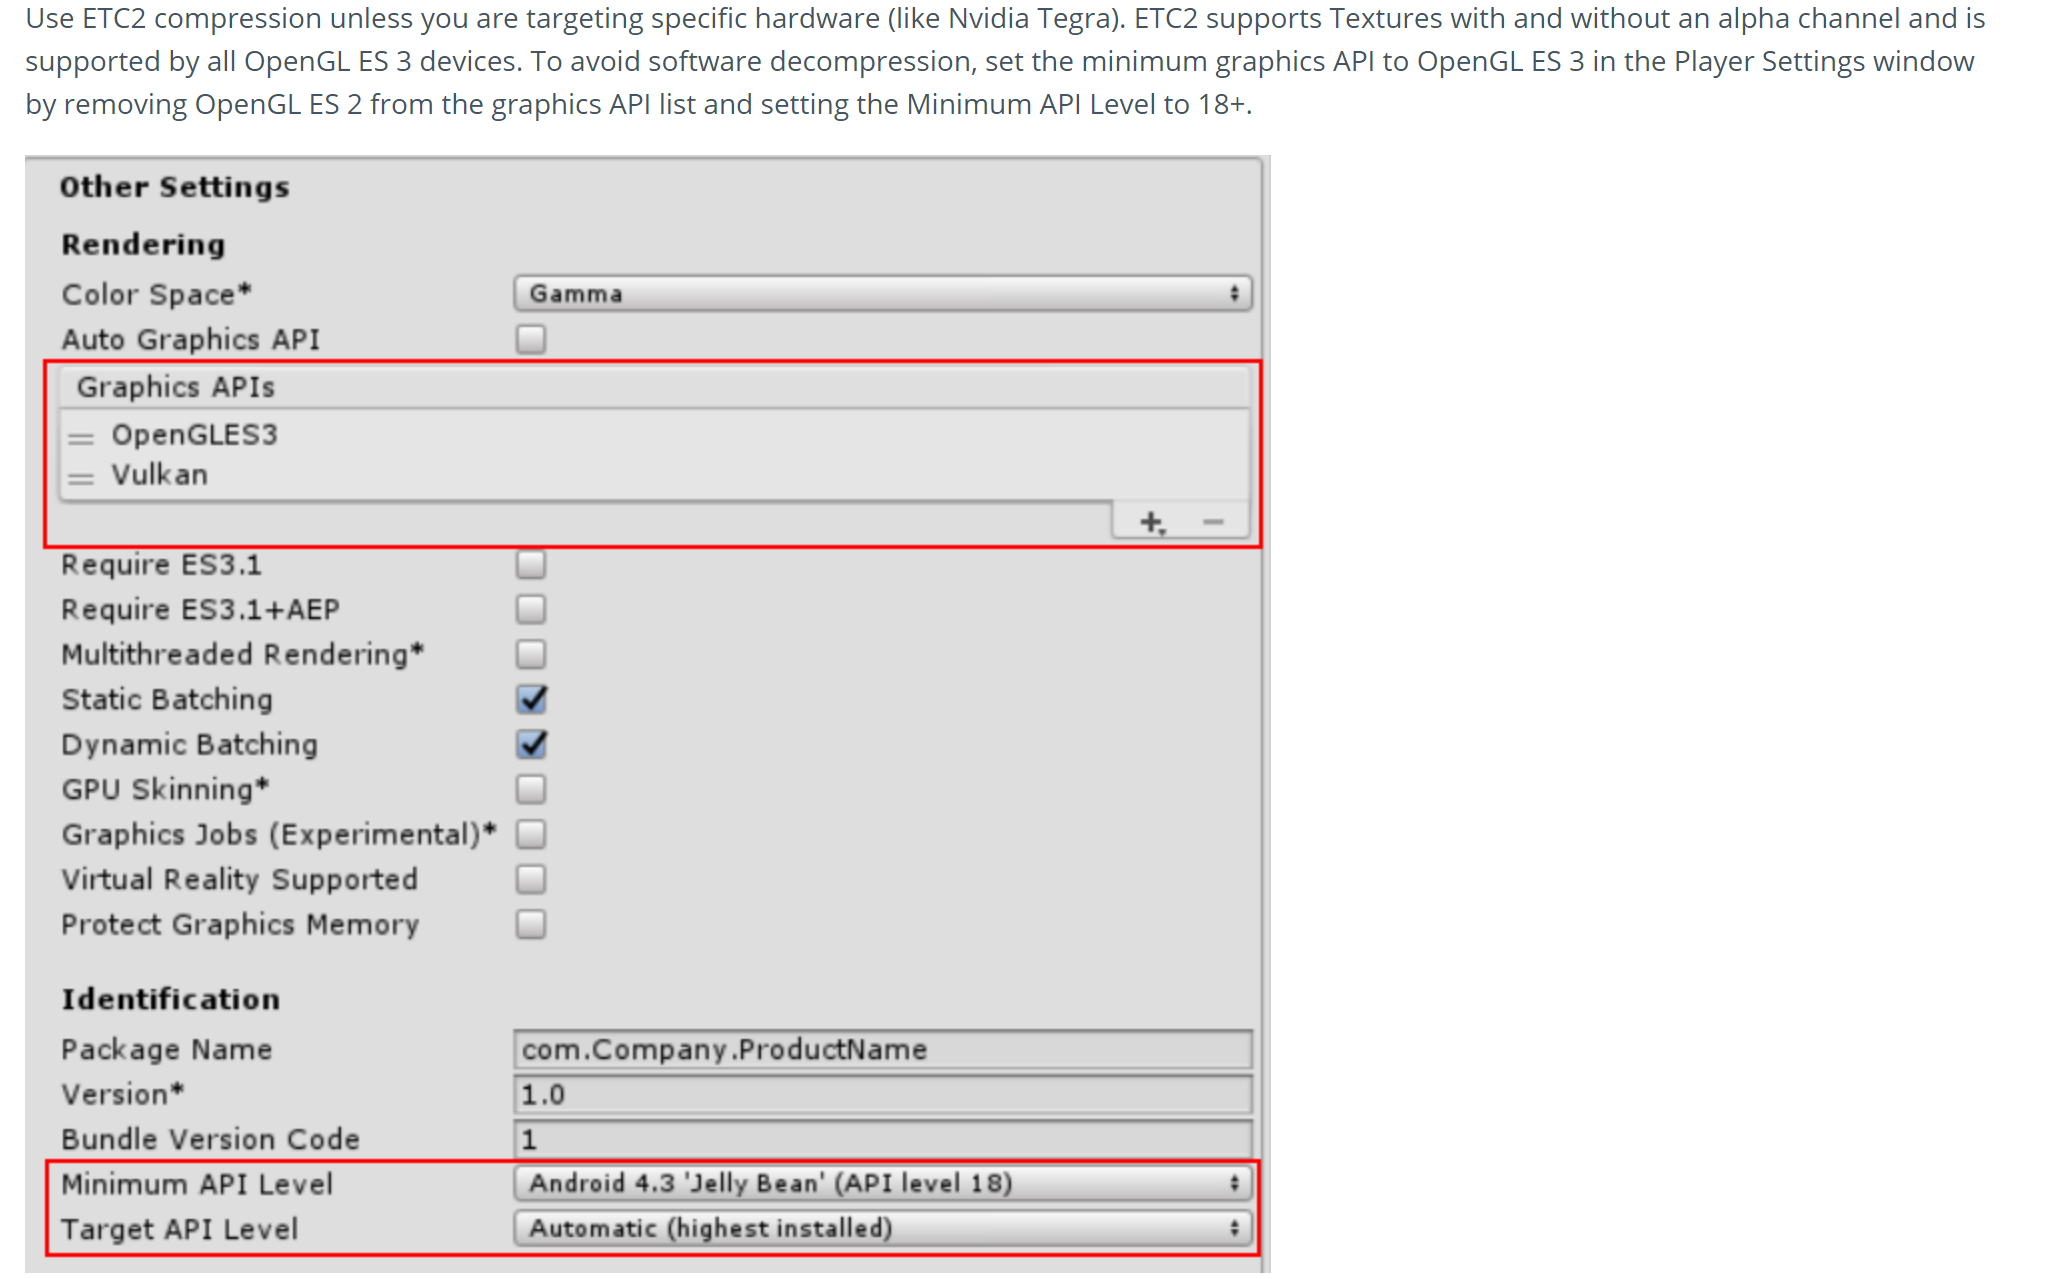 Use ETC2 compression unless you are targeting specific hardware (like Nvidia Tegra). ETC2 supports Textures with and without an alpha channel and is
supported by all OpenGL ES 3 devices. To avoid software decompression, set the minimum graphics API to OpenGL ES 3 in the Player Settings window
by removing OpenGL ES 2 from the graphics API list and setting the Minimum API Level to 18+.
Other Settings
Rendering
Color Space* Gamma
Auto Graphics API
Graphics APIs
OpenGLES3
Vulkan
Require ES3.1
Require ES3.1+AEP
Multithreaded Rendering*
Static Batching
Dynamic Batching
GPU Skinning*
Graphics Jobs (Experimental)*
Virtual Reality Supported
Protect Graphics Memory
Identification
Package Name com.Company.ProductName
Version* 1.0
Bundle Version Code 1
Minimum API Level Android 4.3 'Jelly Bean' (API level 18)
Target API Level Automatic (highest installed)